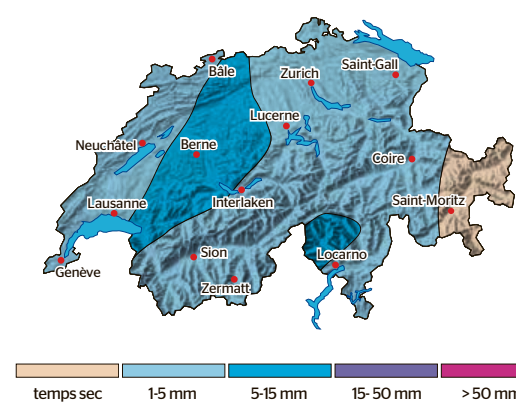 Bâle
Zurich
Saint-Gall
Lucerne
Neuchâtel
Berne
Coire
Lausanne
Interlaken
Saint-Moritz
Genève
Sion
Locarno
Zermatt
temps sec
1-5 mm
5-15 mm
15- 50 mm
> 50 mm